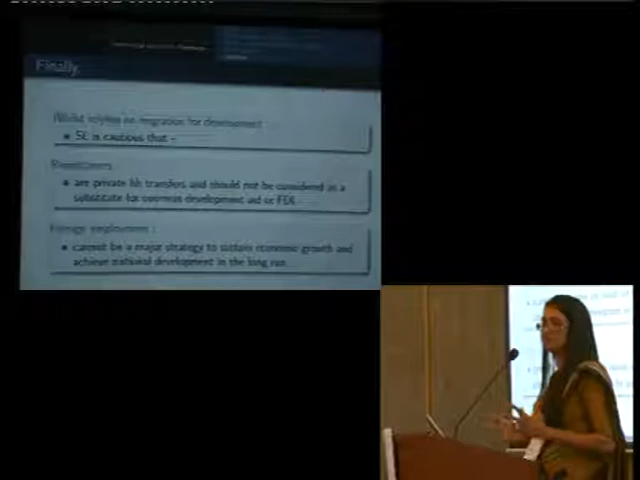 Finally,
Whilst relying on migration for development
• SL is cautious that -
Remittances
• are private hh transfers and should not be considered as a
substitute for overseas development aid or FDI.
Foreign employment :
• cannot be a major strategy to sustain economic growth and
achieve national development in the long run.